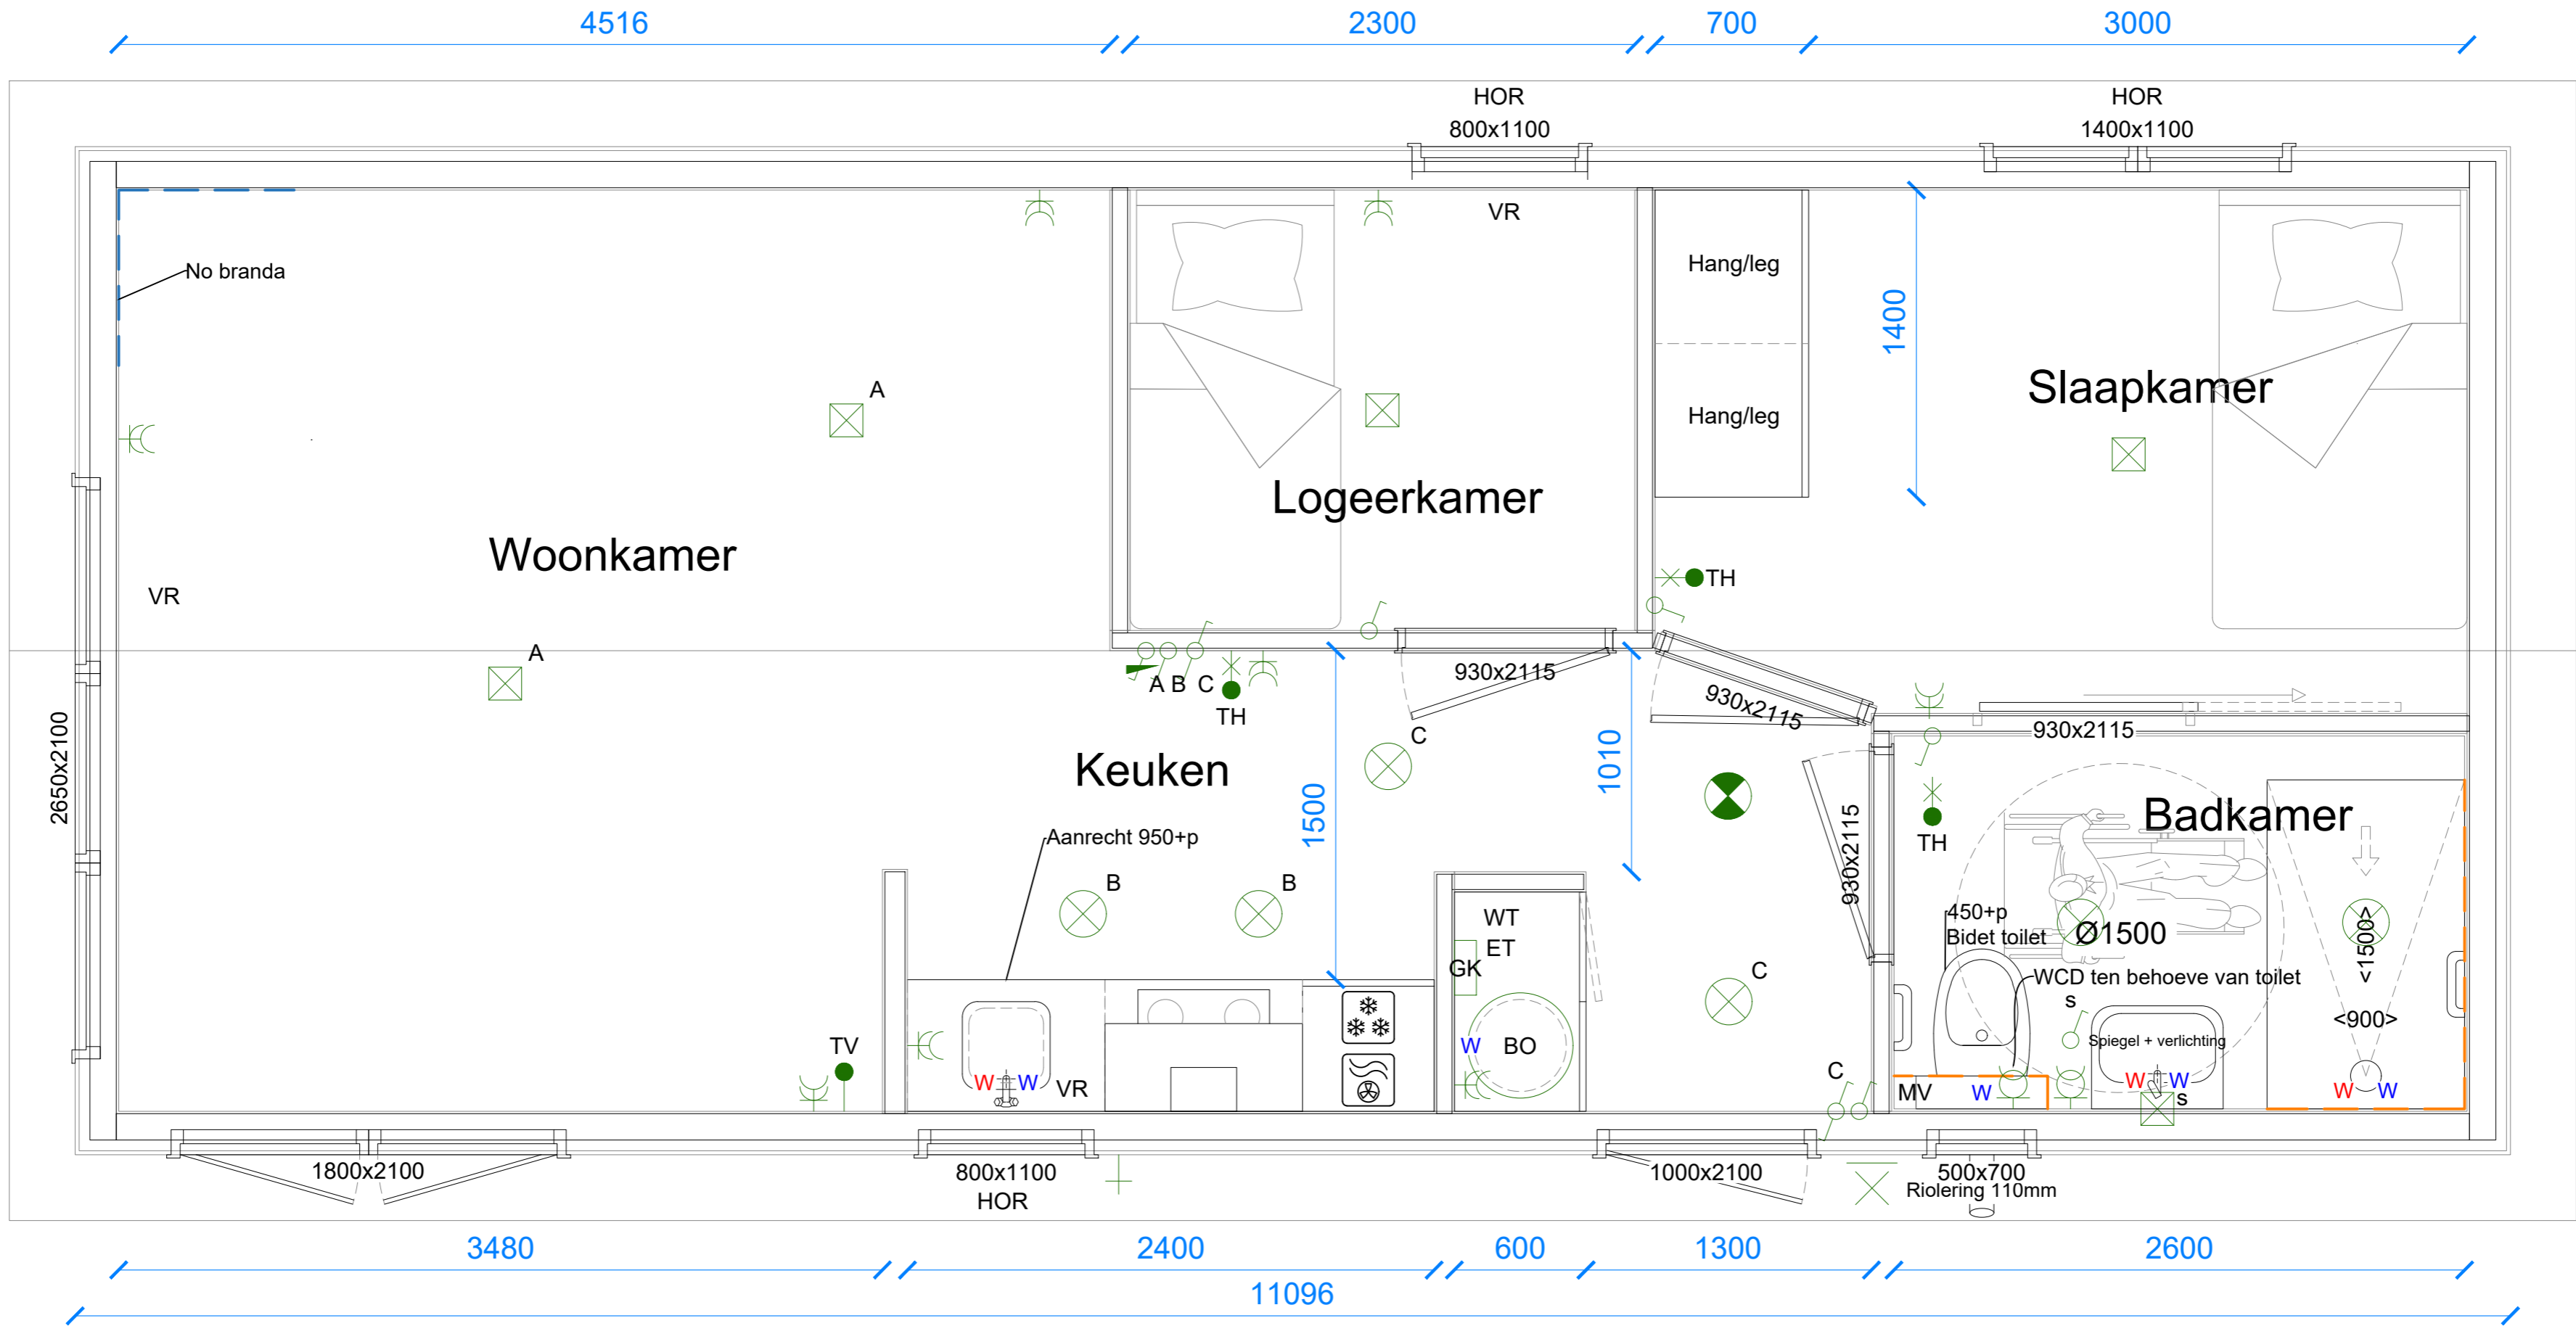 4516
2300
700
3000
HOR
800x1100
HOR
1400x1100
VR
No branda
Hang/leg
Hang/leg
1400
A
Slaapkamer
Logeerkamer
Woonkamer
VR
TH
A
A B C
TH
930x2115
930x2115
930x2115
2650x2100
C
Keuken
1500
1010
930x2115
Badkamer
TH
Aanrecht 950+p
B
B
WT
ET
GK
450+p
Bidet toilet
Ø1500
<1500>
WCD ten behoeve van toilet
C
s
<900>
Spiegel + verlichting
TV
W
BO
W
W
VR
C
MV
W
W
W
s
W
W
1800x2100
800x1100
HOR
1000x2100
500x700
Riolering 110mm
3480
2400
600
1300
2600
11096